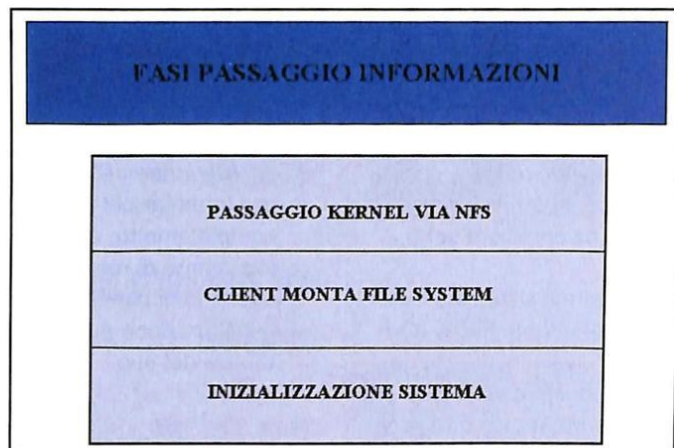 FASI PASSAGGIO INFORMAZIONI
PASSAGGIO KERNEL VIA NFS
CLIENT MONTA FILE SYSTEM
INIZIALIZZAZIONE SISTEMA